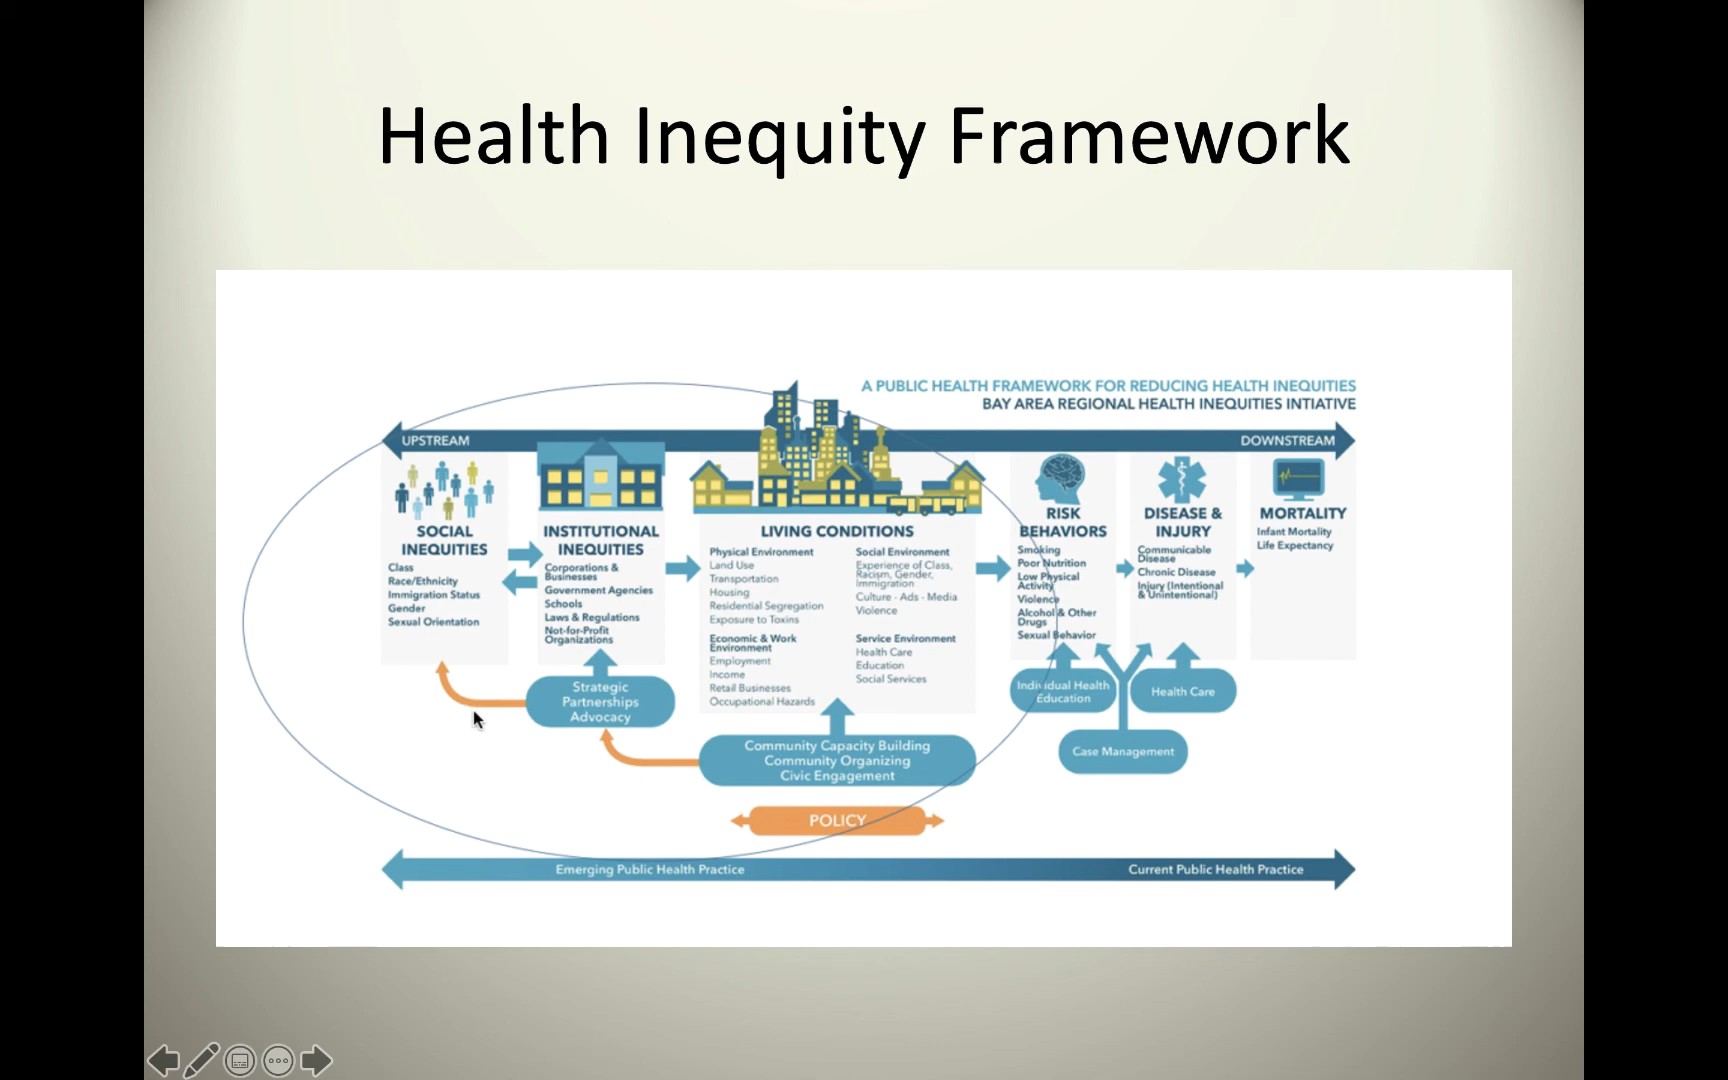 Health Inequity Framework
A PUBLIC HEALTH FRAMEWORK FOR REDUCING HEALTH INEQUITIES
BAY AREA REGIONAL HEALTH INEQUITIES INTIATIVE
UPSTREAM
DOWNSTREAM
SOCIAL
INEQUITIES
Class
Race/Ethnicity
Immigration Status
Gender
Sexual Orientation
INSTITUTIONAL
INEQUITIES
Corporations &
Businesses
Government Agencies
Schools
Laws & Regulations
Not-for-Profit
Organizations
LIVING CONDITIONS
Physical Environment
Land Use
Transportation
Housing
Residential Segregation
Exposure to Toxins
Economic & Work
Environment
Employment
Income
Retail Businesses
Occupational Hazards
Social Environment
Experience of Class,
Racism, Gender,
Immigration
Culture - Ads - Media
Violence
Service Environment
Health Care
Education
Social Services
RISK
BEHAVIORS
Smoking
Poor Nutrition
Low Physical
Activity
Violence
Alcohol & Other
Drugs
Sexual Behavior
DISEASE &
INJURY
Communicable
Disease
Chronic Disease
Injury (Intentional
& Unintentional)
MORTALITY
Infant Mortality
Life Expectancy
Strategic
Partnerships
Advocacy
Community Capacity Building
Community Organizing
Civic Engagement
Individual Health
Education
Health Care
Case Management
POLICY
Emerging Public Health Practice
Current Public Health Practice